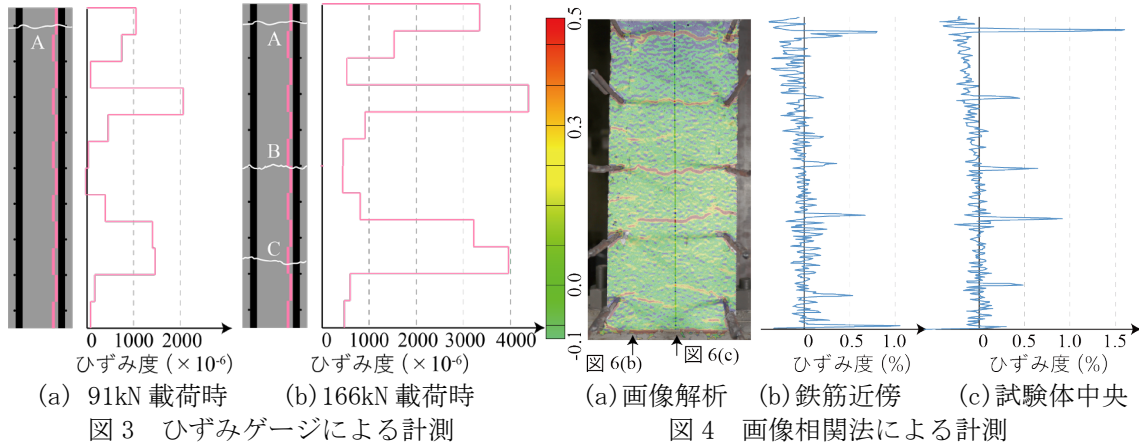 A
0
1000
2000
ひずみ度（×10-6）
(a) 91kN 載荷時
A
B
C
0
1000
2000
3000
4000
ひずみ度（×10-6）
(b) 166kN 載荷時
図 3　ひずみゲージによる計測
0.5
0.3
0.0
-0.1
図 6(b)
図 6(c)
(a) 画像解析
0
0.5
1.0
ひずみ度 (%)
(b) 鉄筋近傍
0
0.5
1.0
1.5
ひずみ度 (%)
(c) 試験体中央
図 4　画像相関法による計測